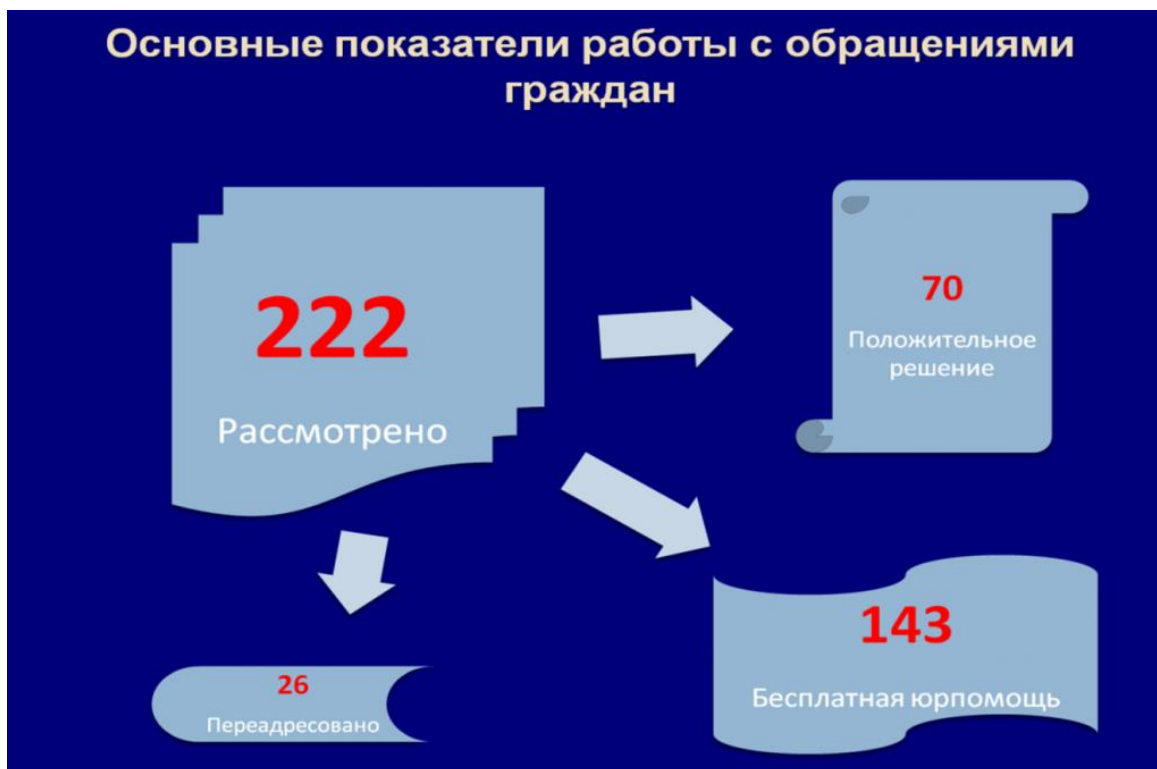 Основные показатели работы с обращениями
граждан
222
Рассмотрено
70
Положительное
решение
143
Бесплатная юрпомощь
26
Переадресовано